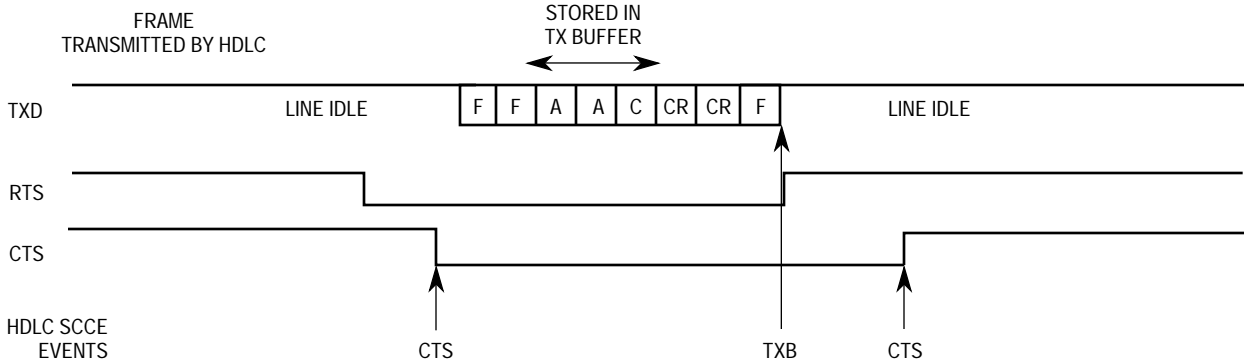 FRAME
TRANSMITTED BY HDLC
STORED IN
TX BUFFER
TXD
LINE IDLE
F F A A C CR CR F
LINE IDLE
RTS
CTS
HDLC SCCE
EVENTS
CTS
TXB
CTS